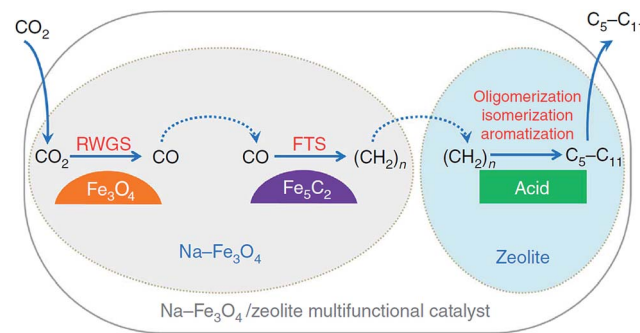 CO₂
C₅–C₁₁
Oligomerization
isomerization
aromatization
CO₂ RWGS CO CO FTS (CH₂)ₙ (CH₂)ₙ C₅–C₁₁
Fe₃O₄ Fe₅C₂ Acid
Na–Fe₃O₄ Zeolite
Na–Fe₃O₄/zeolite multifunctional catalyst